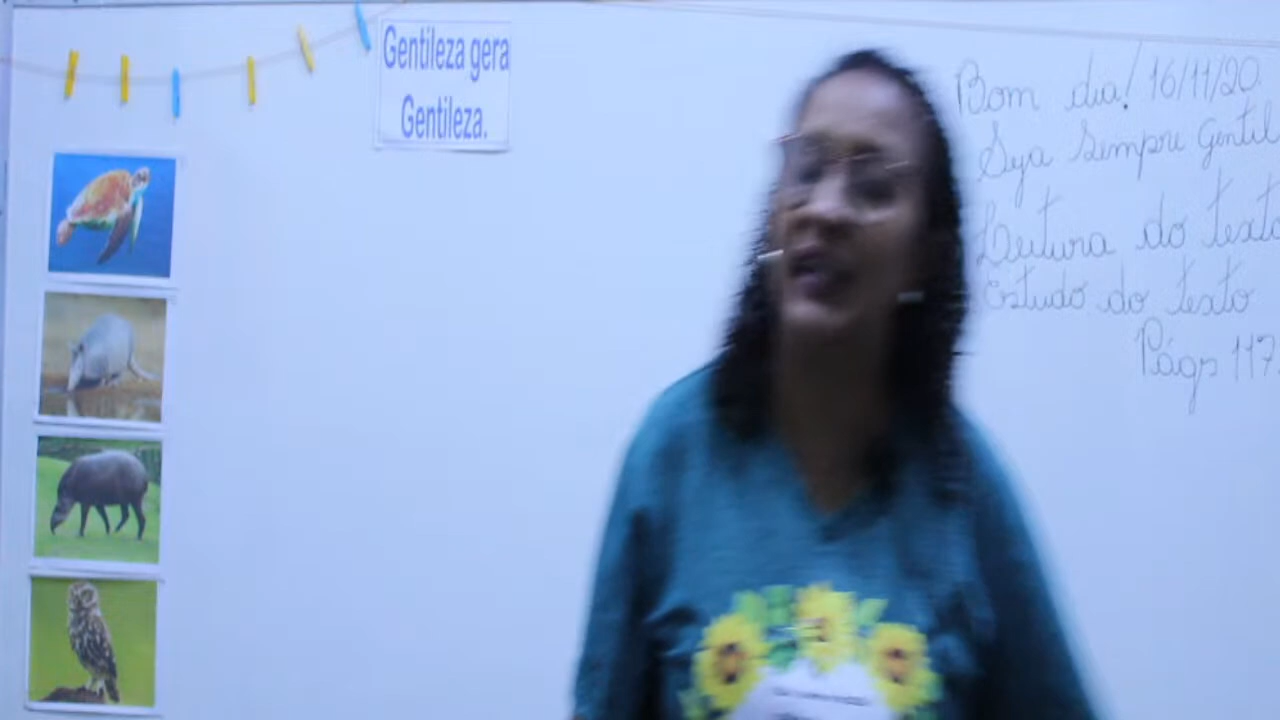 Gentileza gera
Gentileza.
Bom dia! 16/11/20
Seja sempre gentil
Leitura do texto
Estudo do texto
Págs 117